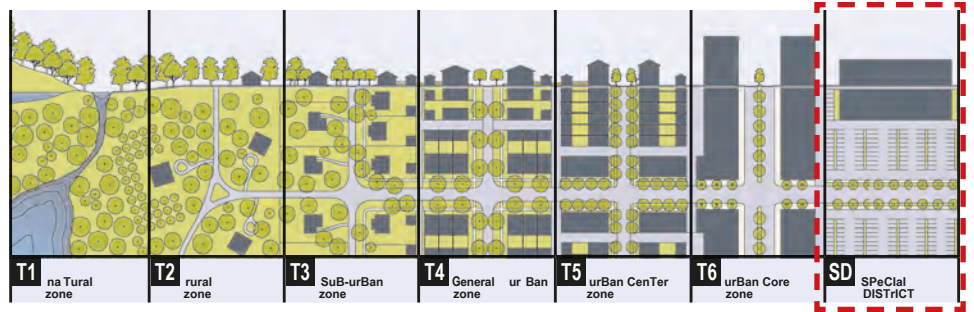 T1 na Tural
zone
T2 rural
zone
T3 SuB-urBan
zone
T4 General ur Ban
zone
T5 urBan CenTer
zone
T6 urBan Core
zone
SD SPeCIal
DISTrICT